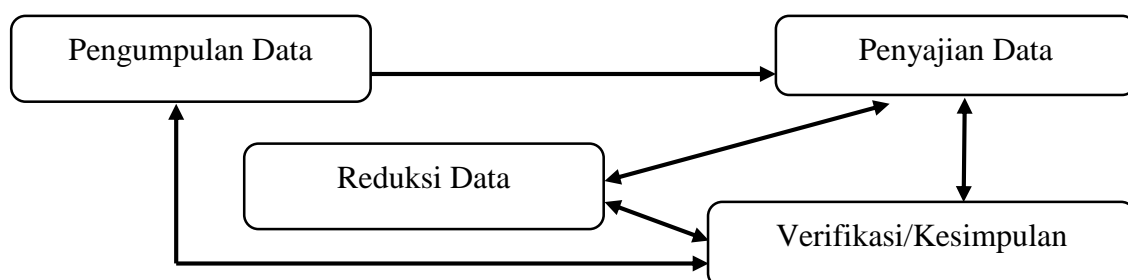 Pengumpulan Data
Penyajian Data
Reduksi Data
Verifikasi/Kesimpulan